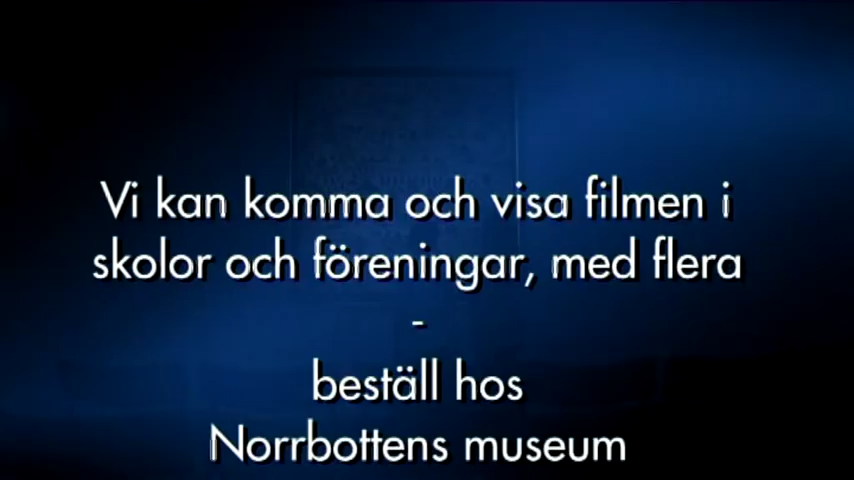 Vi kan komma och visa filmen i
skolor och föreningar, med flera
-
beställ hos
Norrbottens museum